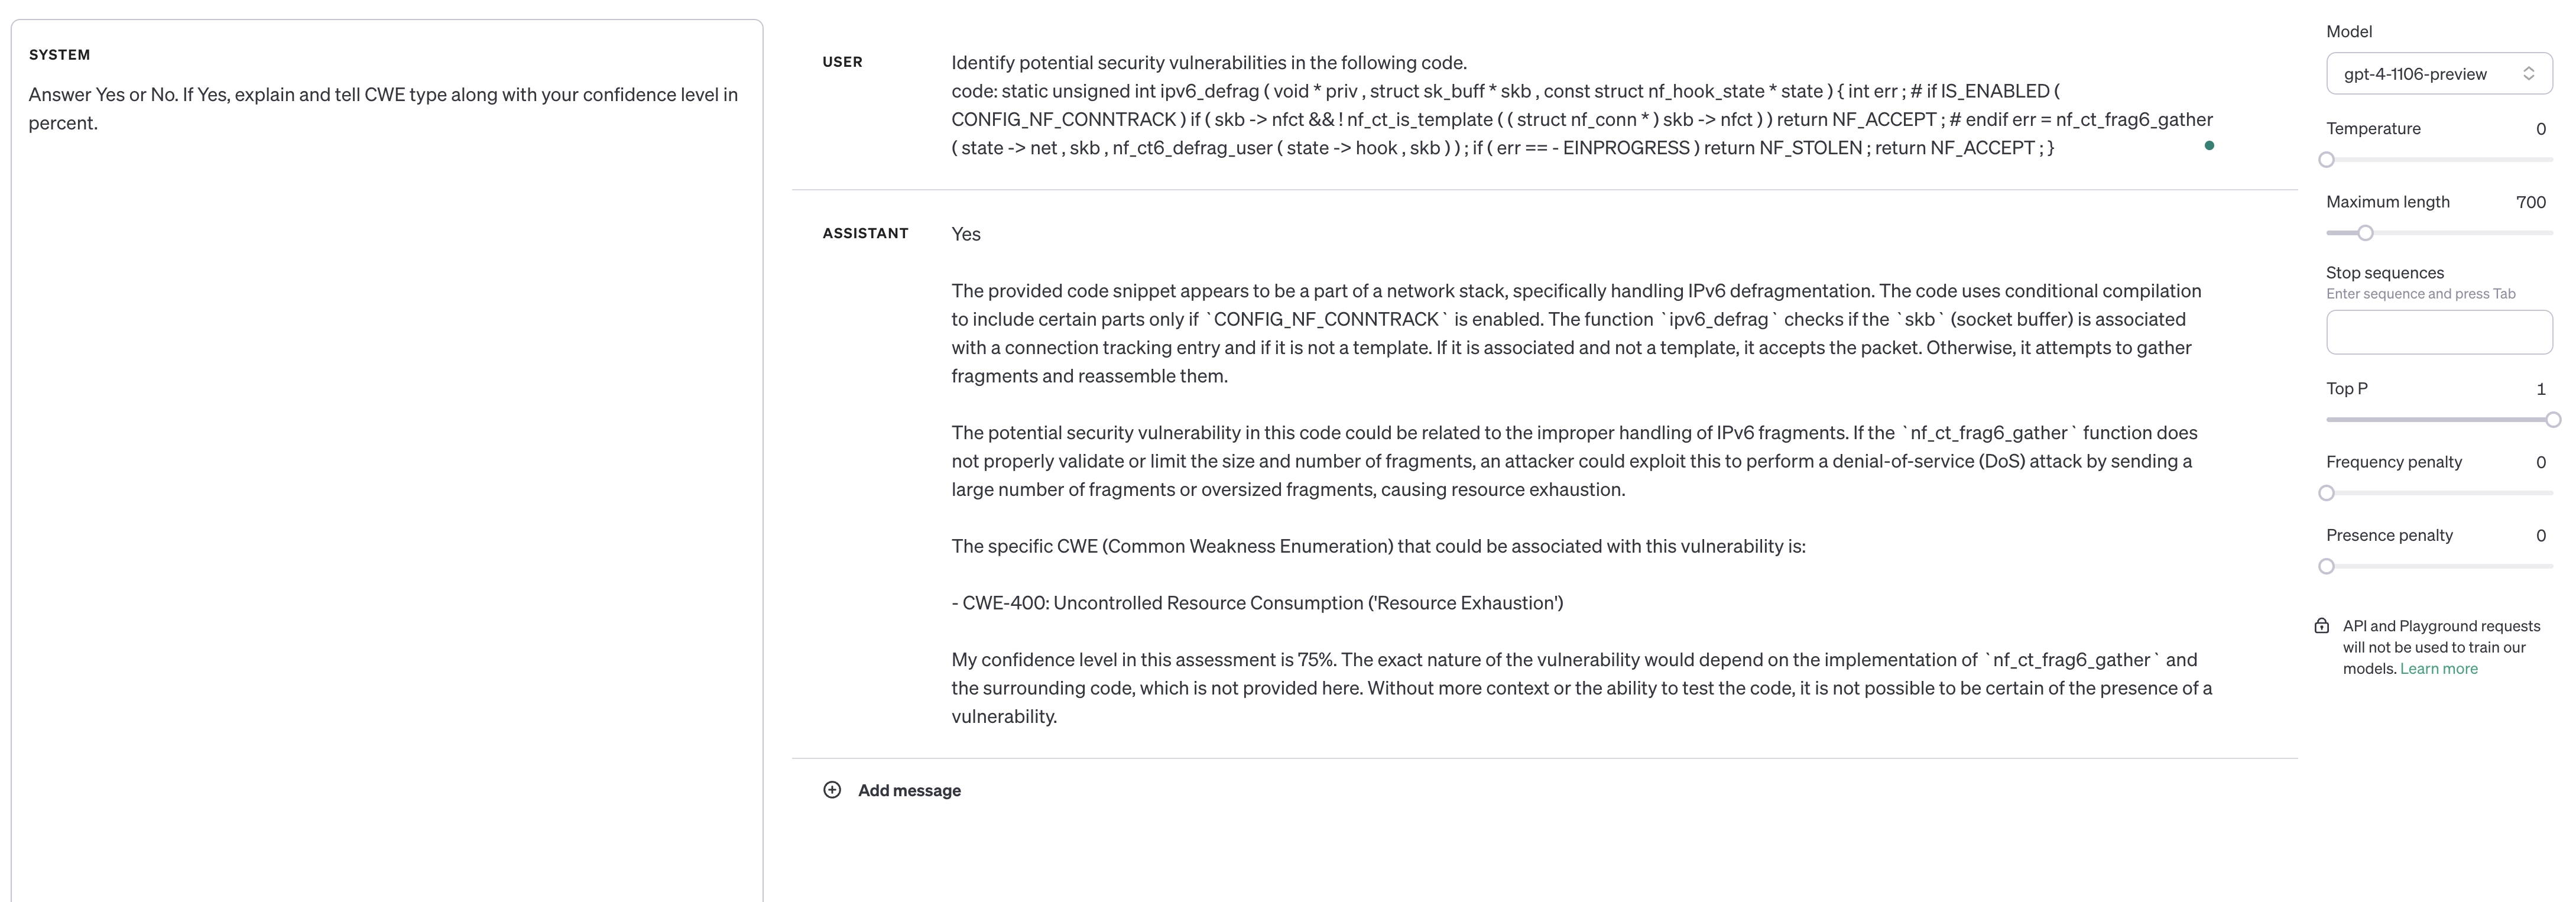 SYSTEM
Answer Yes or No. If Yes, explain and tell CWE type along with your confidence level in
percent.
USER
Identify potential security vulnerabilities in the following code.
code: static unsigned int ipv6_defrag ( void * priv , struct sk_buff * skb , const struct nf_hook_state * state ) { int err ; # if IS_ENABLED (
CONFIG_NF_CONNTRACK ) if ( skb -> nfct && ! nf_ct_is_template ( ( struct nf_conn * ) skb -> nfct ) ) return NF_ACCEPT ; # endif err = nf_ct_frag6_gather
( state -> net , skb , nf_ct6_defrag_user ( state -> hook , skb ) ) ; if ( err == - EINPROGRESS ) return NF_STOLEN ; return NF_ACCEPT ; }
ASSISTANT
Yes
The provided code snippet appears to be a part of a network stack, specifically handling IPv6 defragmentation. The code uses conditional compilation
to include certain parts only if `CONFIG_NF_CONNTRACK` is enabled. The function `ipv6_defrag` checks if the `skb` (socket buffer) is associated
with a connection tracking entry and if it is not a template. If it is associated and not a template, it accepts the packet. Otherwise, it attempts to gather
fragments and reassemble them.
The potential security vulnerability in this code could be related to the improper handling of IPv6 fragments. If the `nf_ct_frag6_gather` function does
not properly validate or limit the size and number of fragments, an attacker could exploit this to perform a denial-of-service (DoS) attack by sending a
large number of fragments or oversized fragments, causing resource exhaustion.
The specific CWE (Common Weakness Enumeration) that could be associated with this vulnerability is:
- CWE-400: Uncontrolled Resource Consumption ('Resource Exhaustion')
My confidence level in this assessment is 75%. The exact nature of the vulnerability would depend on the implementation of `nf_ct_frag6_gather` and
the surrounding code, which is not provided here. Without more context or the ability to test the code, it is not possible to be certain of the presence of a
vulnerability.
Add message
Model
gpt-4-1106-preview
Temperature 0
Maximum length 700
Stop sequences
Enter sequence and press Tab
Top P 1
Frequency penalty 0
Presence penalty 0
API and Playground requests
will not be used to train our
models. Learn more